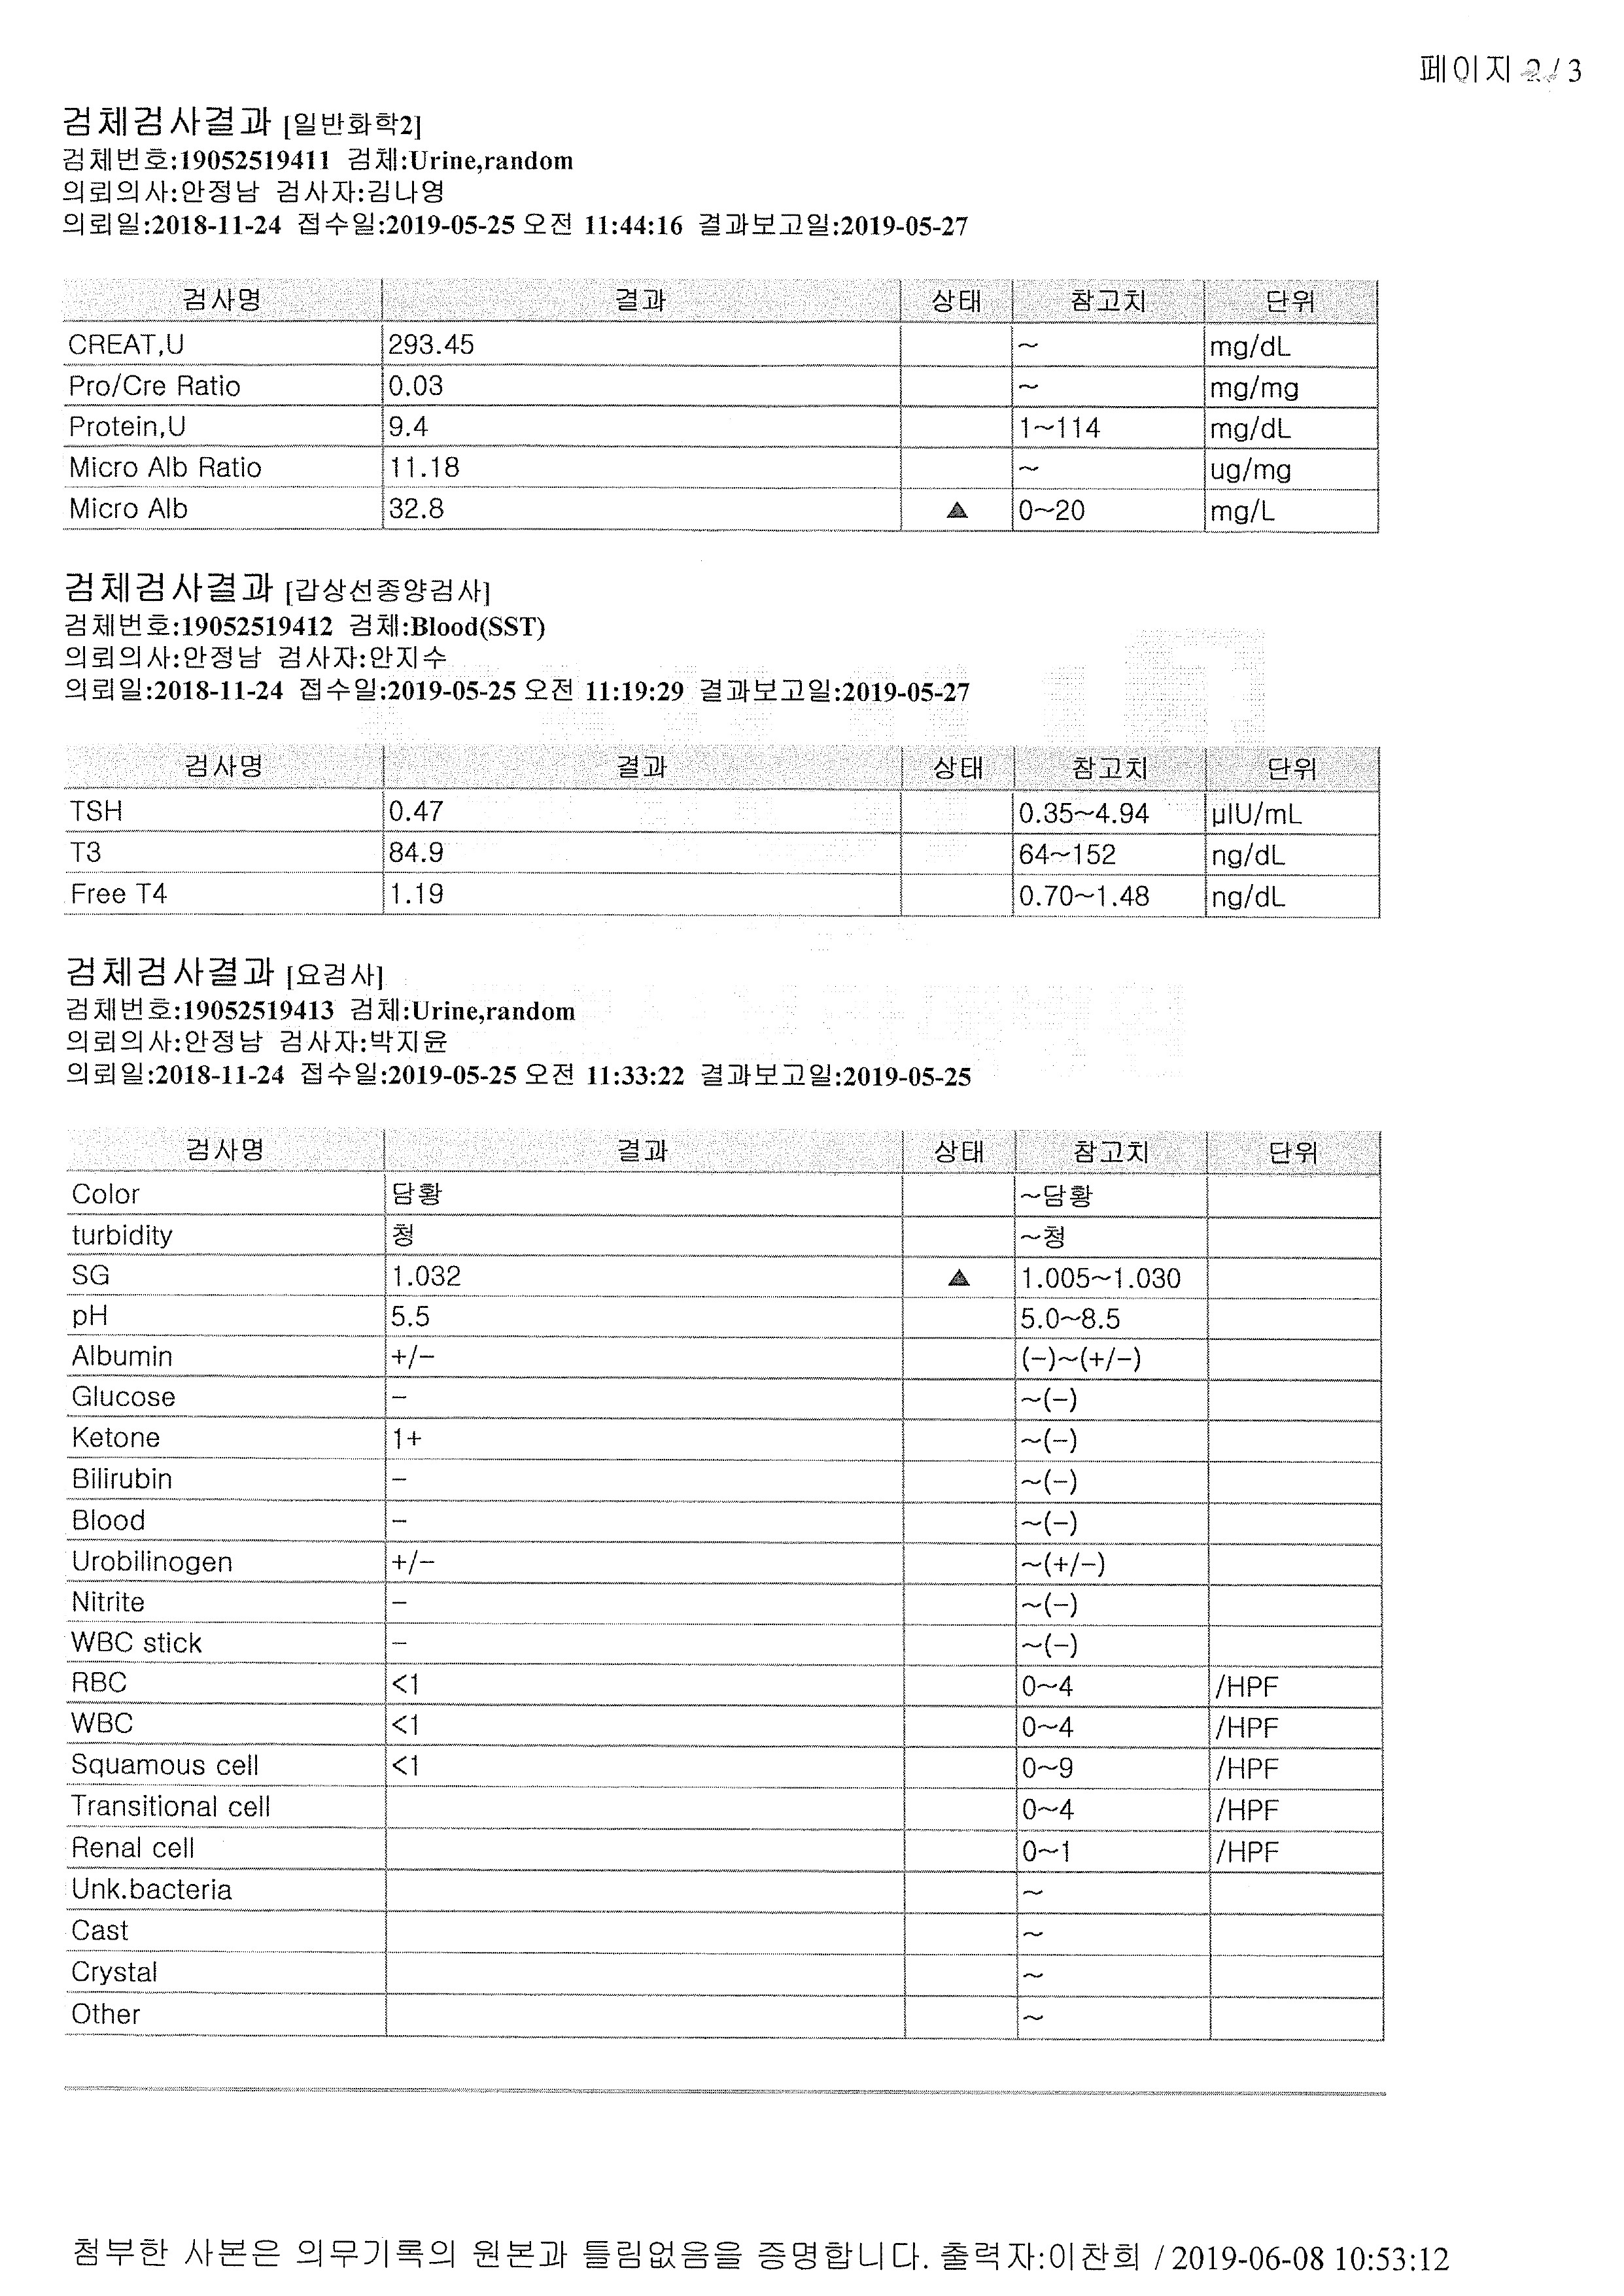 페이지 2 / 3
검체검사결과 [일반화학2]
검체번호:19052519411 검체:Urine,random
의뢰의사:안정남 검사자:김나영
의뢰일:2018-11-24 접수일:2019-05-25 오전 11:44:16 결과보고일:2019-05-27
검사명 결과 상태 참고치 단위
CREAT,U 293.45 ~ mg/dL
Pro/Cre Ratio 0.03 ~ mg/mg
Protein,U 9.4 1~114 mg/dL
Micro Alb Ratio 11.18 ~ ug/mg
Micro Alb 32.8 ▲ 0~20 mg/L
검체검사결과 [갑상선종양검사]
검체번호:19052519412 검체:Blood(SST)
의뢰의사:안정남 검사자:안지수
의뢰일:2018-11-24 접수일:2019-05-25 오전 11:19:29 결과보고일:2019-05-27
검사명 결과 상태 참고치 단위
TSH 0.47 0.35~4.94 µIU/mL
T3 84.9 64~152 ng/dL
Free T4 1.19 0.70~1.48 ng/dL
검체검사결과 [요검사]
검체번호:19052519413 검체:Urine,random
의뢰의사:안정남 검사자:박지윤
의뢰일:2018-11-24 접수일:2019-05-25 오전 11:33:22 결과보고일:2019-05-25
검사명 결과 상태 참고치 단위
Color 담황 ~담황
turbidity 청 ~청
SG 1.032 ▲ 1.005~1.030
pH 5.5 5.0~8.5
Albumin +/− (−)~(+/−)
Glucose − ~(−)
Ketone 1+ ~(−)
Bilirubin − ~(−)
Blood − ~(−)
Urobilinogen +/− ~(+/−)
Nitrite − ~(−)
WBC stick − ~(−)
RBC <1 0~4 /HPF
WBC <1 0~4 /HPF
Squamous cell <1 0~9 /HPF
Transitional cell 0~4 /HPF
Renal cell 0~1 /HPF
Unk.bacteria ~
Cast ~
Crystal ~
Other ~
첨부한 사본은 의무기록의 원본과 틀림없음을 증명합니다. 출력자:이찬희 / 2019-06-08 10:53:12